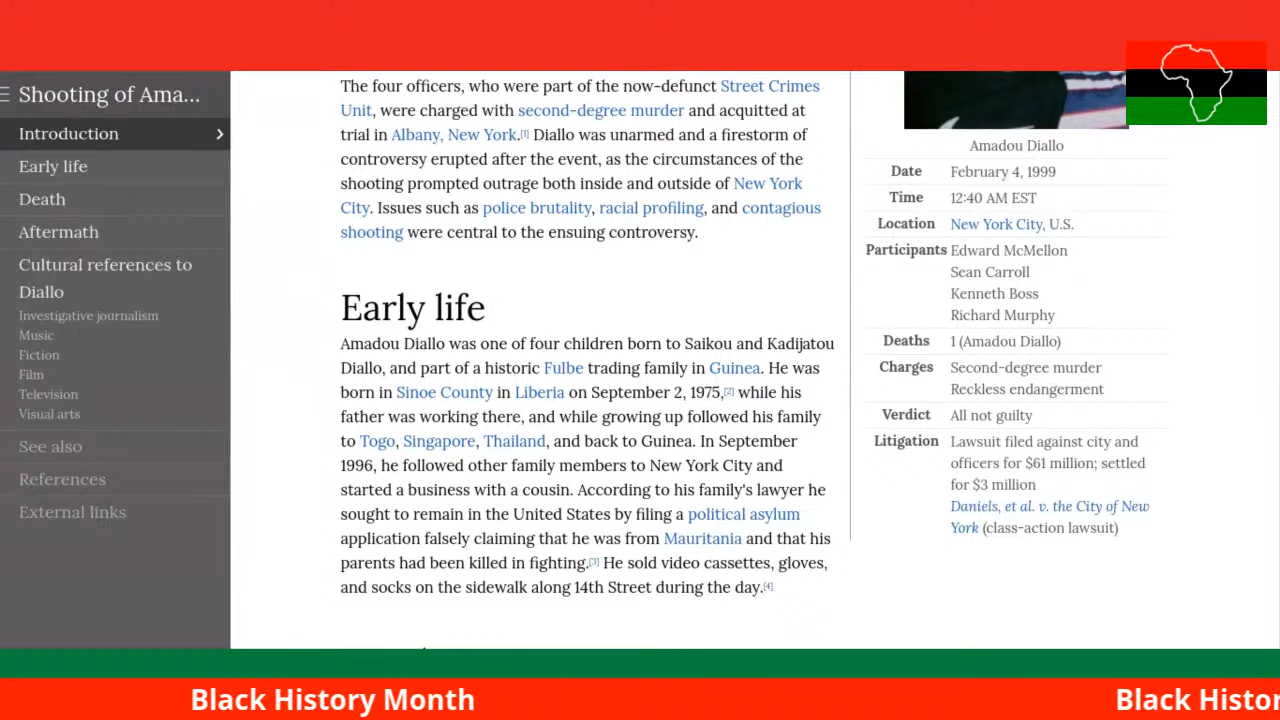 Shooting of Ama...
Introduction
Early life
Death
Aftermath
Cultural references to
Diallo
Investigative journalism
Music
Fiction
Film
Television
Visual arts
See also
References
External links
The four officers, who were part of the now-defunct Street Crimes
Unit, were charged with second-degree murder and acquitted at
trial in Albany, New York.[1] Diallo was unarmed and a firestorm of
controversy erupted after the event, as the circumstances of the
shooting prompted outrage both inside and outside of New York
City. Issues such as police brutality, racial profiling, and contagious
shooting were central to the ensuing controversy.
Early life
Amadou Diallo was one of four children born to Saikou and Kadijatou
Diallo, and part of a historic Fulbe trading family in Guinea. He was
born in Sinoe County in Liberia on September 2, 1975,[2] while his
father was working there, and while growing up followed his family
to Togo, Singapore, Thailand, and back to Guinea. In September
1996, he followed other family members to New York City and
started a business with a cousin. According to his family's lawyer he
sought to remain in the United States by filing a political asylum
application falsely claiming that he was from Mauritania and that his
parents had been killed in fighting.[3] He sold video cassettes, gloves,
and socks on the sidewalk along 14th Street during the day.[4]
Amadou Diallo
Date February 4, 1999
Time 12:40 AM EST
Location New York City, U.S.
Participants Edward McMellon
Sean Carroll
Kenneth Boss
Richard Murphy
Deaths 1 (Amadou Diallo)
Charges Second-degree murder
Reckless endangerment
Verdict All not guilty
Litigation Lawsuit filed against city and
officers for $61 million; settled
for $3 million
Daniels, et al. v. the City of New
York (class-action lawsuit)
Black History Month Black Histor